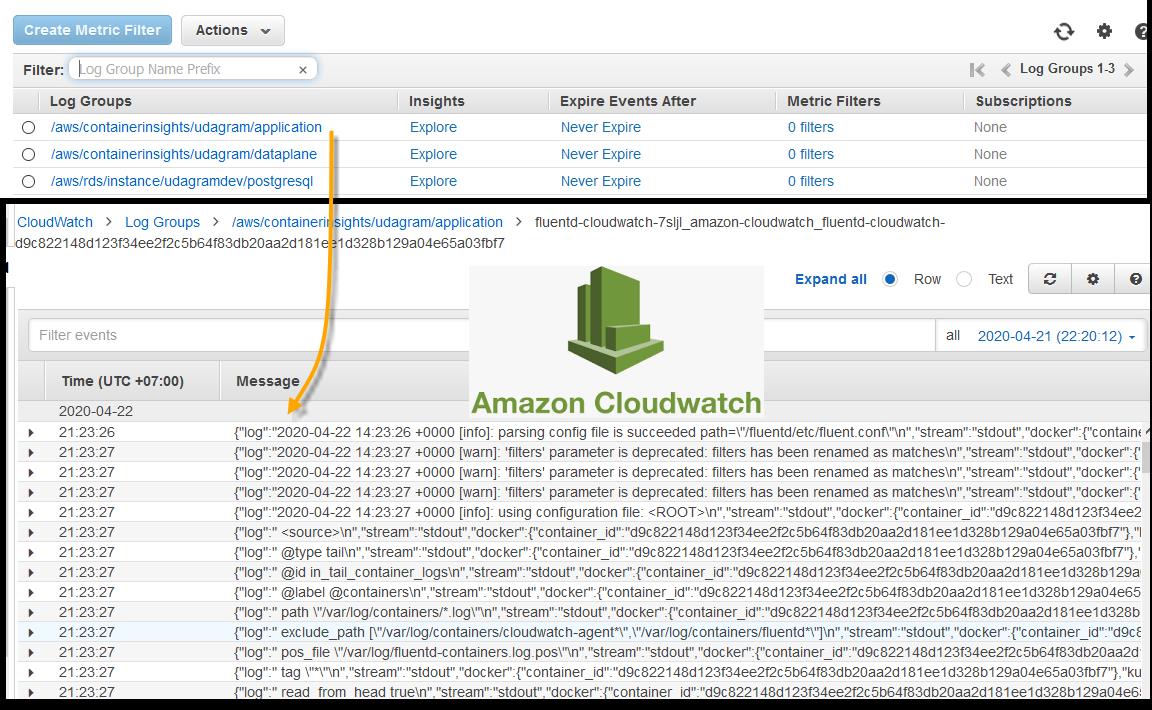 Create Metric Filter Actions
Filter: Log Group Name Prefix × Log Groups 1-3
Log Groups Insights Expire Events After Metric Filters Subscriptions
/aws/containerinsights/udagram/application Explore Never Expire 0 filters None
/aws/containerinsights/udagram/dataplane Explore Never Expire 0 filters None
/aws/rds/instance/udagramdev/postgresql Explore Never Expire 0 filters None
CloudWatch > Log Groups > /aws/containerinsights/udagram/application > fluentd-cloudwatch-7sljl_amazon-cloudwatch_fluentd-cloudwatch-
d9c822148d123f34ee2f2c5b64f83db20aa2d181ee1d328b129a04e65a03fbf7
Expand all Row Text
Filter events all 2020-04-21 (22:20:12)
Time (UTC +07:00) Message
Amazon Cloudwatch
2020-04-22
21:23:26 {"log":"2020-04-22 14:23:26 +0000 [info]: parsing config file is succeeded path=\"/fluentd/etc/fluent.conf\"\n","stream":"stdout","docker":{"containe
21:23:27 {"log":"2020-04-22 14:23:27 +0000 [warn]: 'filters' parameter is deprecated: filters has been renamed as matches\n","stream":"stdout","docker":{"
21:23:27 {"log":"2020-04-22 14:23:27 +0000 [warn]: 'filters' parameter is deprecated: filters has been renamed as matches\n","stream":"stdout","docker":{"
21:23:27 {"log":"2020-04-22 14:23:27 +0000 [warn]: 'filters' parameter is deprecated: filters has been renamed as matches\n","stream":"stdout","docker":{"
21:23:27 {"log":"2020-04-22 14:23:27 +0000 [info]: using configuration file: <ROOT>\n","stream":"stdout","docker":{"container_id":"d9c822148d123f34ee2
21:23:27 {"log":" <source>\n","stream":"stdout","docker":{"container_id":"d9c822148d123f34ee2f2c5b64f83db20aa2d181ee1d328b129a04e65a03fbf7"},"
21:23:27 {"log":" @type tail\n","stream":"stdout","docker":{"container_id":"d9c822148d123f34ee2f2c5b64f83db20aa2d181ee1d328b129a04e65a03fbf7"},"
21:23:27 {"log":" @id in_tail_container_logs\n","stream":"stdout","docker":{"container_id":"d9c822148d123f34ee2f2c5b64f83db20aa2d181ee1d328b129a
21:23:27 {"log":" @label @containers\n","stream":"stdout","docker":{"container_id":"d9c822148d123f34ee2f2c5b64f83db20aa2d181ee1d328b129a04e65
21:23:27 {"log":" path \"/var/log/containers/*.log\"\n","stream":"stdout","docker":{"container_id":"d9c822148d123f34ee2f2c5b64f83db20aa2d181ee1d328b
21:23:27 {"log":" exclude_path [\"/var/log/containers/cloudwatch-agent*\",\"/var/log/containers/fluentd*\"]\n","stream":"stdout","docker":{"container_id":"d9c8
21:23:27 {"log":" pos_file \"/var/log/fluentd-containers.log.pos\"\n","stream":"stdout","docker":{"container_id":"d9c822148d123f34ee2f2c5b64f83db20aa2d
21:23:27 {"log":" tag \"*\"\n","stream":"stdout","docker":{"container_id":"d9c822148d123f34ee2f2c5b64f83db20aa2d181ee1d328b129a04e65a03fbf7"},"ku
21:23:27 {"log":" read_from_head true\n","stream":"stdout","docker":{"container_id":"d9c822148d123f34ee2f2c5b64f83db20aa2d181ee1d328b129a04e65